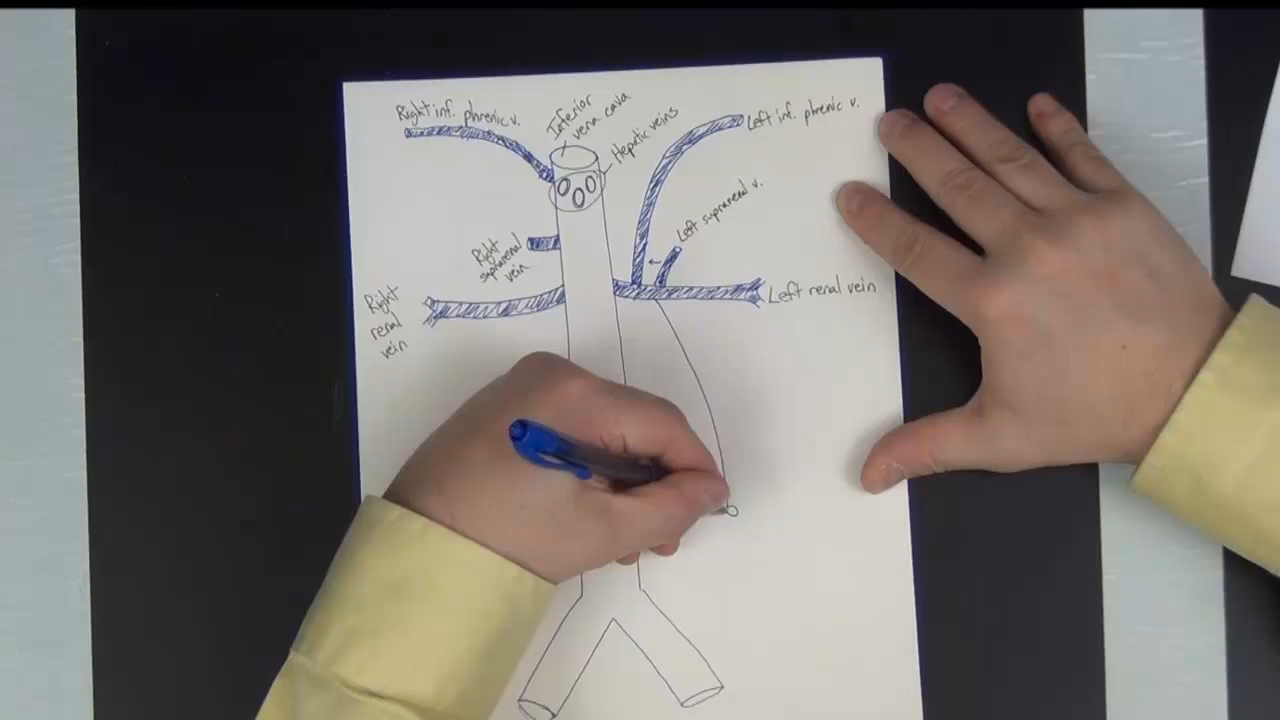 Right inf. phrenic v.
Inferior
vena cava
Hepatic veins
Left inf. phrenic v.
Left suprarenal v.
Right
suprarenal
vein
Right
renal
vein
Left renal vein